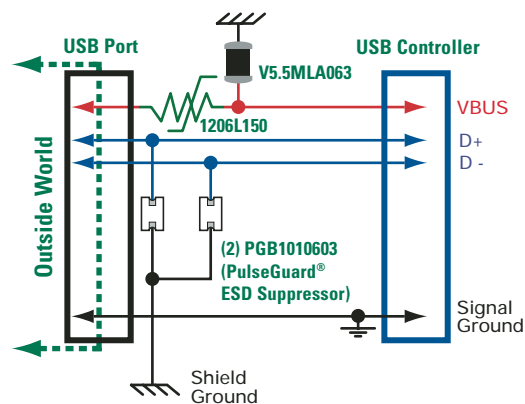 USB Port
USB Controller
V5.5MLA063
VBUS
1206L150
D+
D -
Outside World
(2) PGB1010603
(PulseGuard®
ESD Suppressor)
Signal
Ground
Shield
Ground